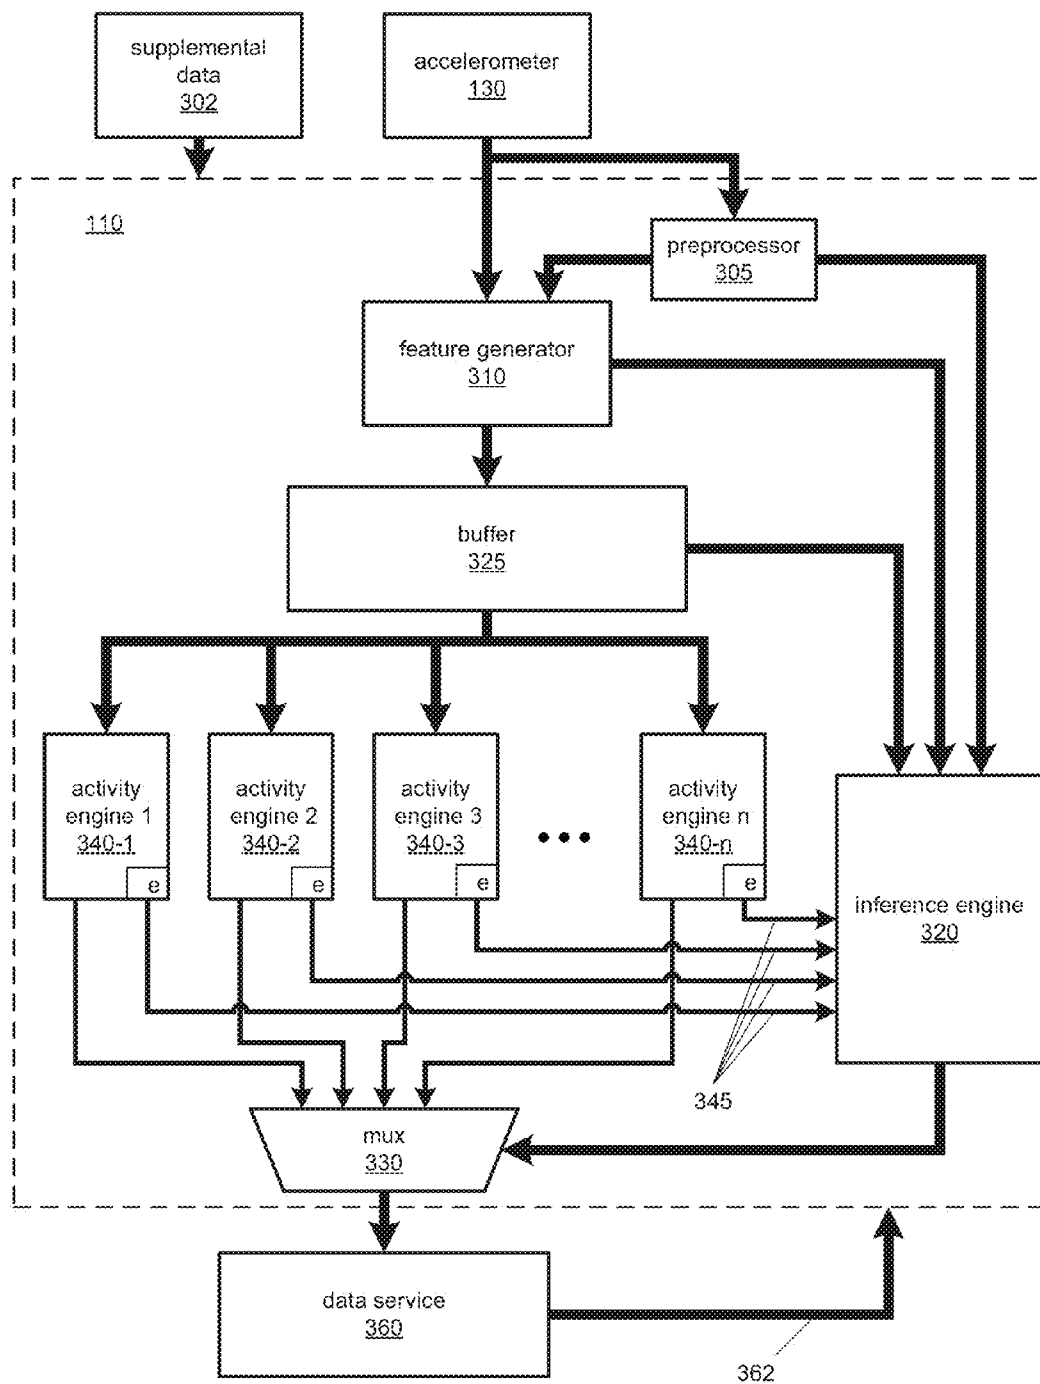 supplemental
data
302
accelerometer
130
110
preprocessor
305
feature generator
310
buffer
325
activity
engine 1
340-1
e
activity
engine 2
340-2
e
activity
engine 3
340-3
e
activity
engine n
340-n
e
inference engine
320
345
mux
330
data service
360
362